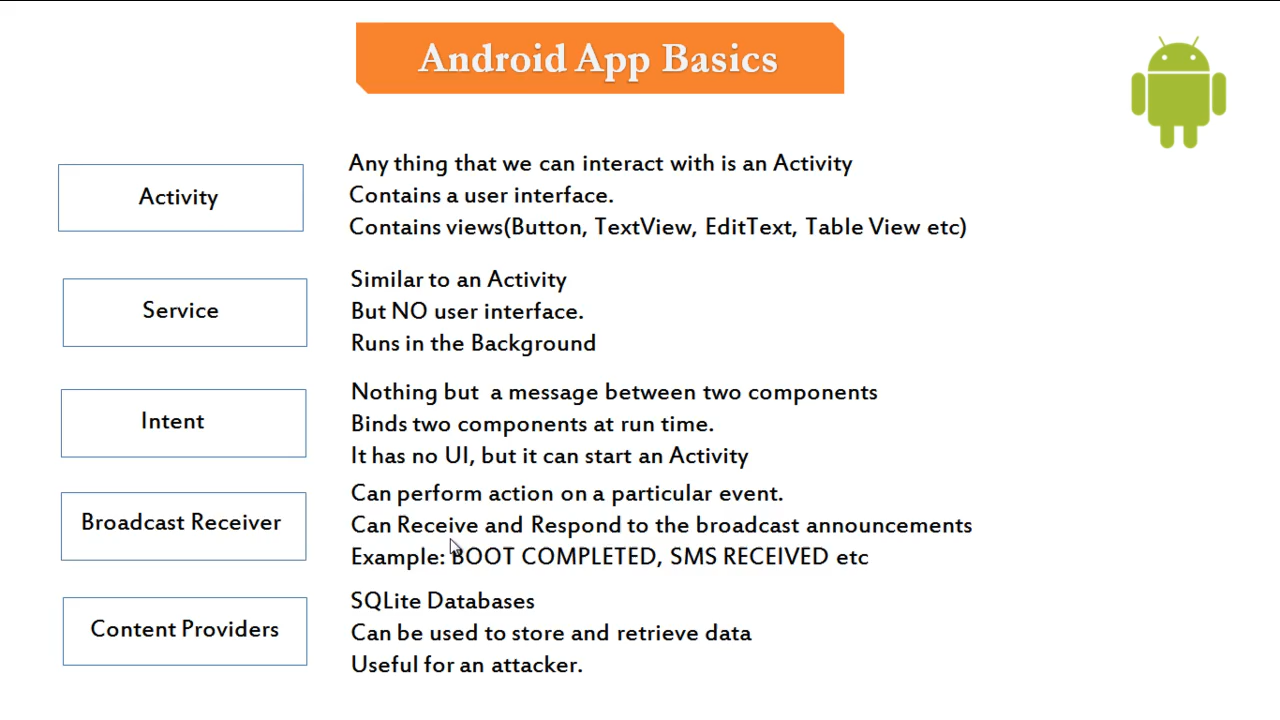 Android App Basics
Activity
Any thing that we can interact with is an Activity
Contains a user interface.
Contains views(Button, TextView, EditText, Table View etc)
Service
Similar to an Activity
But NO user interface.
Runs in the Background
Intent
Nothing but  a message between two components
Binds two components at run time.
It has no UI, but it can start an Activity
Broadcast Receiver
Can perform action on a particular event.
Can Receive and Respond to the broadcast announcements
Example: BOOT COMPLETED, SMS RECEIVED etc
Content Providers
SQLite Databases
Can be used to store and retrieve data
Useful for an attacker.